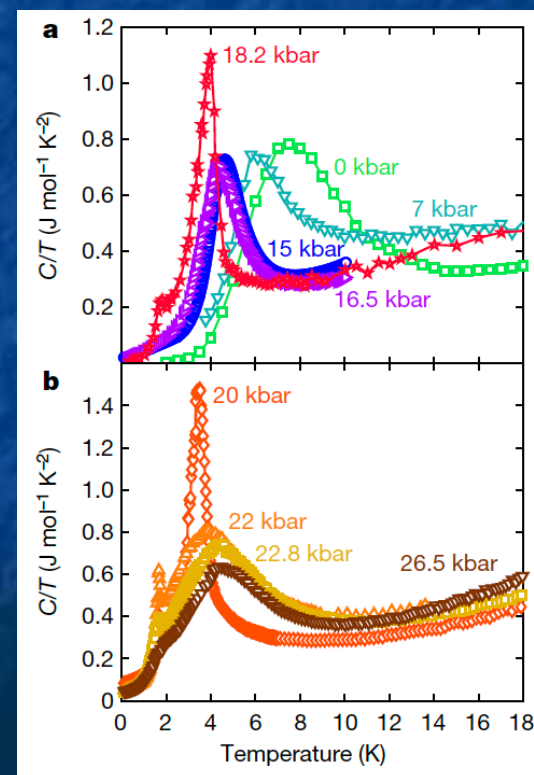 a
1.2
18.2 kbar
1.0
C/T (J mol⁻¹ K⁻²)
0.8
0 kbar
7 kbar
0.6
15 kbar
0.4
16.5 kbar
0.2
b
1.4
20 kbar
1.2
1.0
22 kbar
C/T (J mol⁻¹ K⁻²)
0.8
22.8 kbar
26.5 kbar
0.6
0.4
0.2
0
0 2 4 6 8 10 12 14 16 18
Temperature (K)